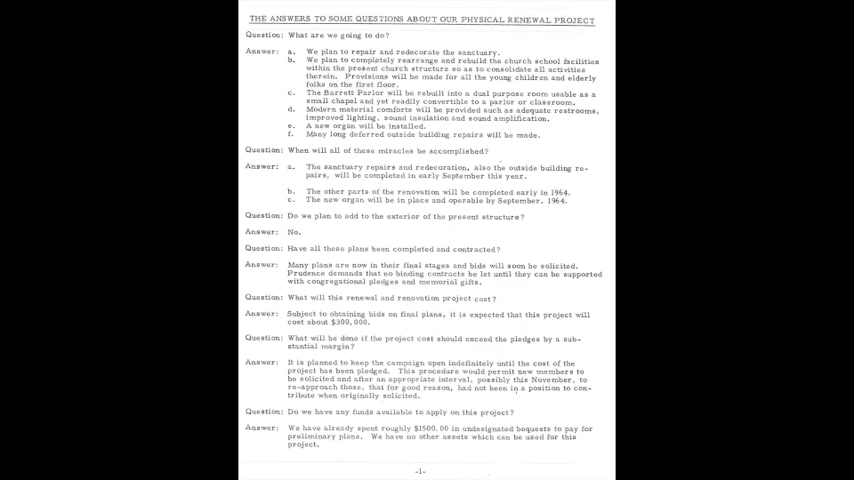 THE ANSWERS TO SOME QUESTIONS ABOUT OUR PHYSICAL RENEWAL PROJECT
Question: What are we going to do?
Answer: a. We plan to repair and redecorate the sanctuary.
b. We plan to completely rearrange and rebuild the church school facilities
within the present church structure so as to consolidate all activities
therein. Provisions will be made for all the young children and elderly
folks on the first floor.
c. The Barrett Parlor will be rebuilt into a dual purpose room usable as a
small chapel and yet readily convertible to a parlor or classroom.
d. Modern material comforts will be provided such as adequate restrooms,
improved lighting, sound insulation and sound amplification.
e. A new organ will be installed.
f. Many long deferred outside building repairs will be made.
Question: When will all of these miracles be accomplished?
Answer: a. The sanctuary repairs and redecoration, also the outside building re-
pairs, will be completed in early September this year.
b. The other parts of the renovation will be completed early in 1964.
c. The new organ will be in place and operable by September, 1964.
Question: Do we plan to add to the exterior of the present structure?
Answer: No.
Question: Have all these plans been completed and contracted?
Answer: Many plans are now in their final stages and bids will soon be solicited.
Prudence demands that no binding contracts be let until they can be supported
with congregational pledges and memorial gifts.
Question: What will this renewal and renovation project cost?
Answer: Subject to obtaining bids on final plans, it is expected that this project will
cost about $300,000.
Question: What will be done if the project cost should exceed the pledges by a sub-
stantial margin?
Answer: It is planned to keep the campaign open indefinitely until the cost of the
project has been pledged. This procedure would permit new members to
be solicited and after an appropriate interval, possibly this November, to
re-approach those, that for good reason, had not been in a position to con-
tribute when originally solicited.
Question: Do we have any funds available to apply on this project?
Answer: We have already spent roughly $1500.00 in undesignated bequests to pay for
preliminary plans. We have no other assets which can be used for this
project.
-1-